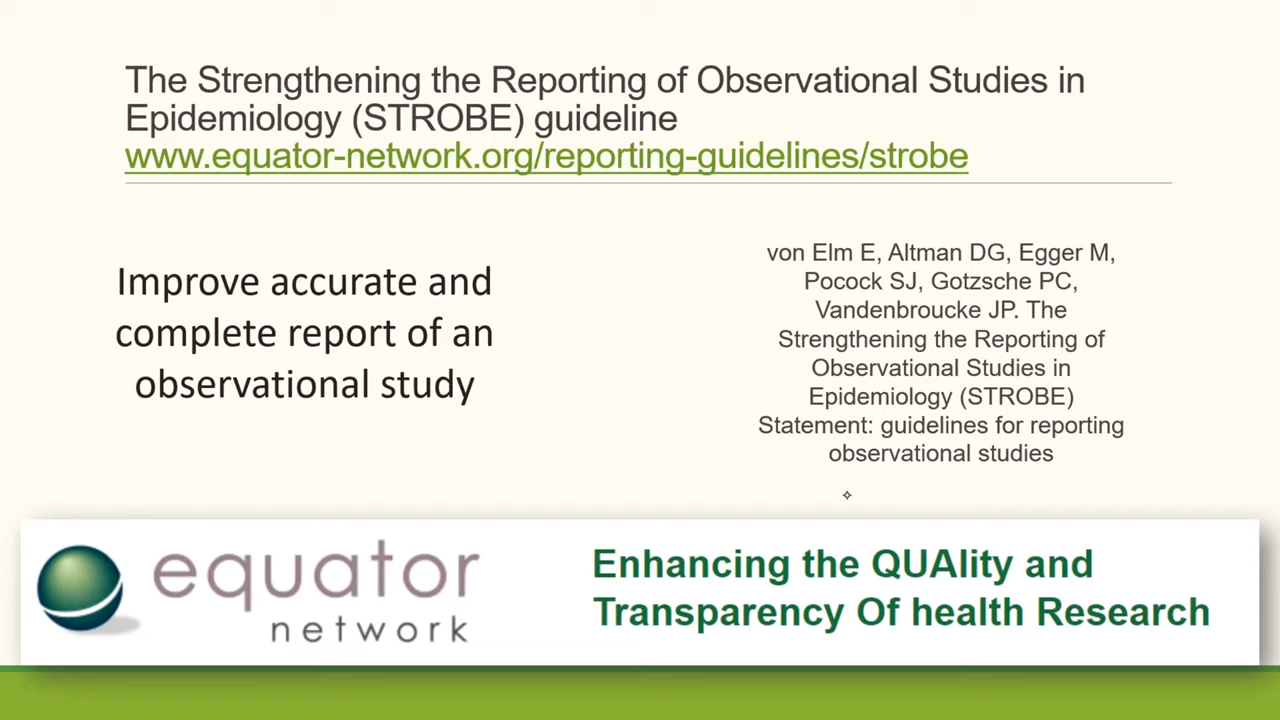 The Strengthening the Reporting of Observational Studies in
Epidemiology (STROBE) guideline
www.equator-network.org/reporting-guidelines/strobe
Improve accurate and
complete report of an
observational study
von Elm E, Altman DG, Egger M,
Pocock SJ, Gotzsche PC,
Vandenbroucke JP. The
Strengthening the Reporting of
Observational Studies in
Epidemiology (STROBE)
Statement: guidelines for reporting
observational studies
equator
network
Enhancing the QUAlity and
Transparency Of health Research